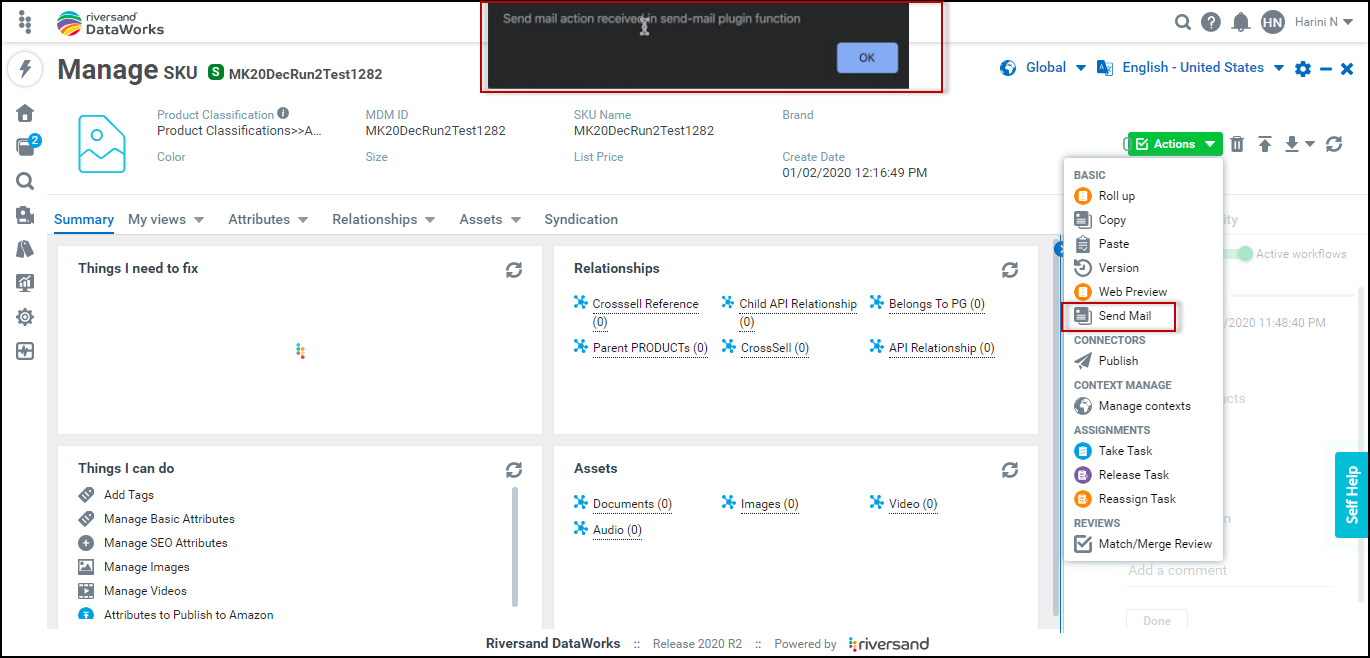 Send mail action received in send-mail plugin function
OK
riversand
DataWorks
HN
Harini N
Manage SKU S MK20DecRun2Test1282
Global
English - United States
2
Product Classification
Product Classifications>>A...
MDM ID
MK20DecRun2Test1282
SKU Name
MK20DecRun2Test1282
Brand
Color
Size
List Price
Create Date
01/02/2020 12:16:49 PM
Actions
Summary
My views
Attributes
Relationships
Assets
Syndication
BASIC
Roll up
Copy
Paste
Version
Web Preview
Send Mail
CONNECTORS
Publish
CONTEXT MANAGE
Manage contexts
ASSIGNMENTS
Take Task
Release Task
Reassign Task
REVIEWS
Match/Merge Review
Active workflows
/2020 11:48:40 PM
Add a comment
Done
Self Help
Things I need to fix
Relationships
Crosssell Reference
(0)
Child API Relationship
(0)
Belongs To PG (0)
Parent PRODUCTs (0)
CrossSell (0)
API Relationship (0)
Things I can do
Add Tags
Manage Basic Attributes
Manage SEO Attributes
Manage Images
Manage Videos
Attributes to Publish to Amazon
Assets
Documents (0)
Images (0)
Video (0)
Audio (0)
Riversand DataWorks :: Release 2020 R2 :: Powered by riversand